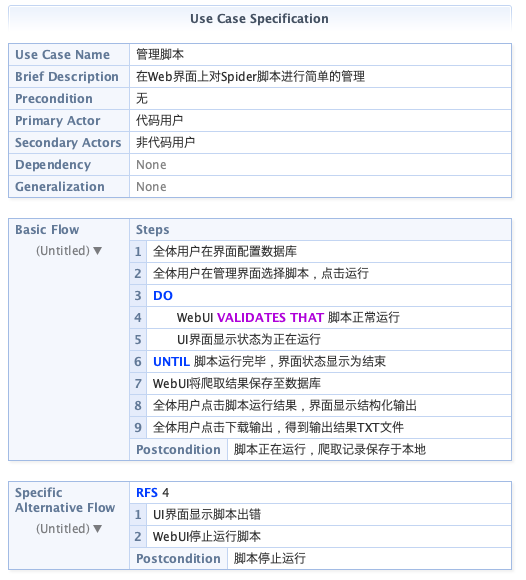 Use Case Specification
Use Case Name 管理脚本
Brief Description 在Web界面上对Spider脚本进行简单的管理
Precondition 无
Primary Actor 代码用户
Secondary Actors 非代码用户
Dependency None
Generalization None
Basic Flow Steps
(Untitled) ▼
1 全体用户在界面配置数据库
2 全体用户在管理界面选择脚本，点击运行
3 DO
4 WebUI VALIDATES THAT 脚本正常运行
5 UI界面显示状态为正在运行
6 UNTIL 脚本运行完毕，界面状态显示为结束
7 WebUI将爬取结果保存至数据库
8 全体用户点击脚本运行结果，界面显示结构化输出
9 全体用户点击下载输出，得到输出结果TXT文件
Postcondition 脚本正在运行，爬取记录保存于本地
Specific
Alternative Flow
(Untitled) ▼
RFS 4
1 UI界面显示脚本出错
2 WebUI停止运行脚本
Postcondition 脚本停止运行